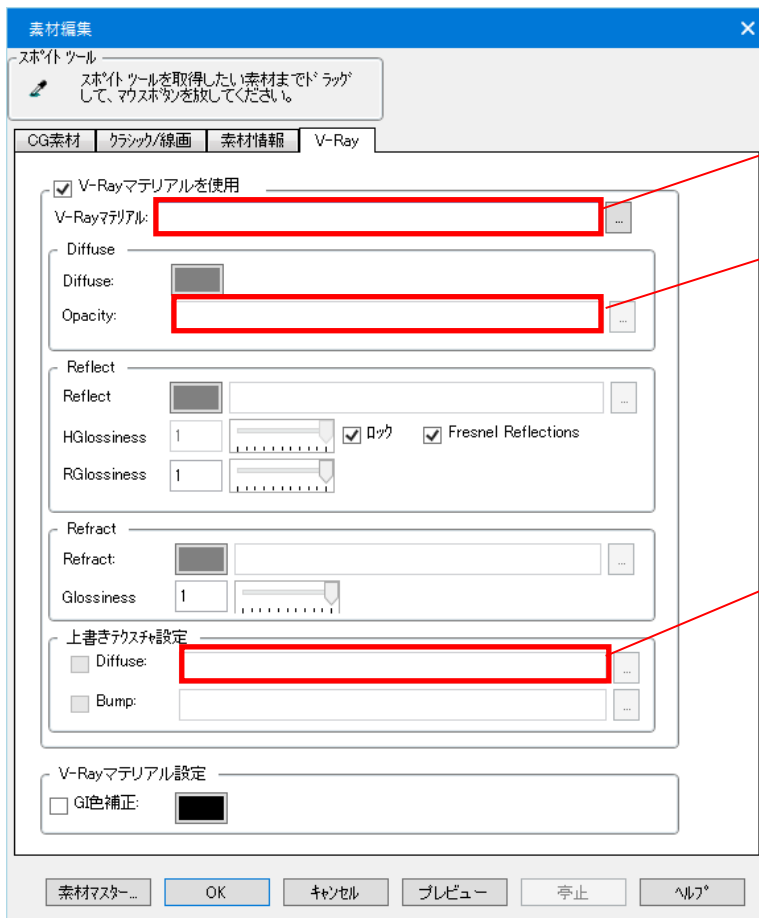 素材編集
スポイト ツール
スポイト ツールを取得したい素材までドラッグ
して、マウスボタンを放してください。
CG素材 クラシック/線画 素材情報 V-Ray
V-Rayマテリアルを使用
V-Rayマテリアル: ...
Diffuse
Diffuse:
Opacity: ...
Reflect
Reflect ...
HGlossiness 1 ロック Fresnel Reflections
RGlossiness 1
Refract
Refract: ...
Glossiness 1
上書きテクスチャ設定
Diffuse: ...
Bump: ...
V-Rayマテリアル設定
GI色補正:
素材マスター... OK キャンセル プレビュー 停止 ヘルプ